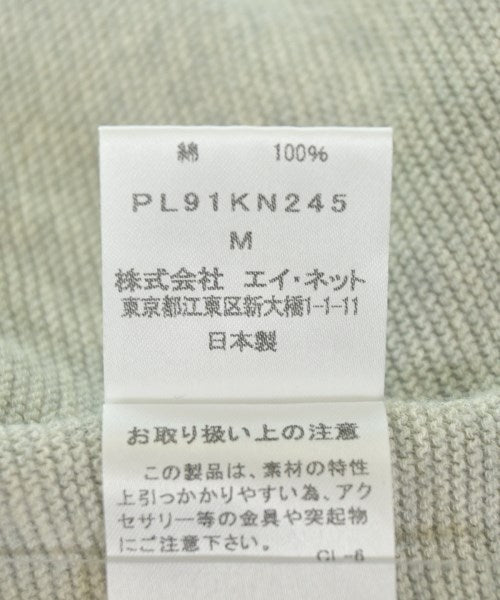 綿 100%
PL91KN245
M
株式会社 エイ・ネット
東京都江東区新大橋1-1-11
日本製
お取り扱い上の注意
この製品は、素材の特性
上引っかかりやすい為、アク
セサリー等の金具や突起物
にご注意下さい。
CL-6